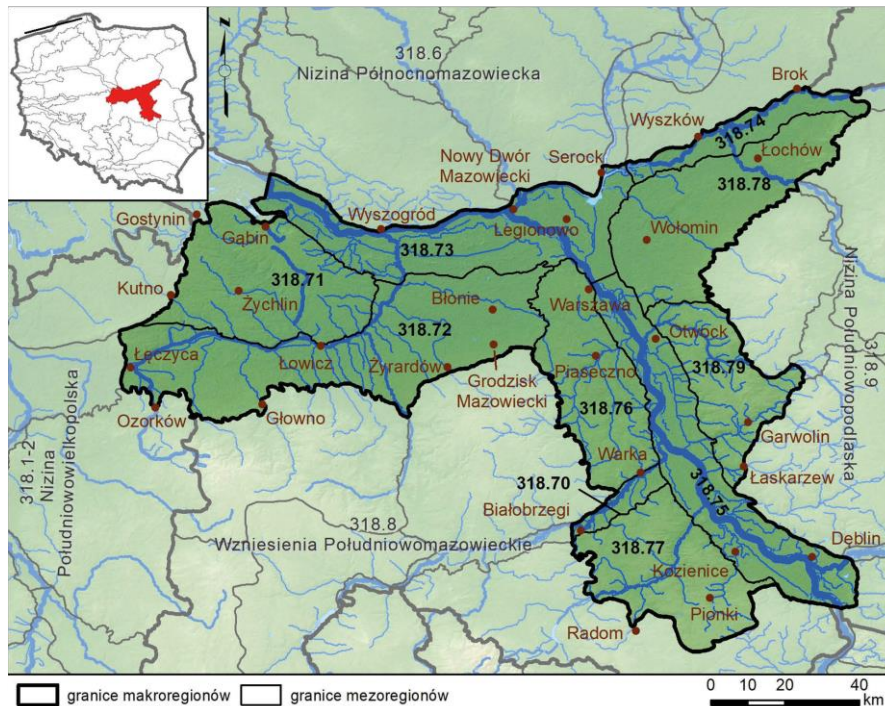 N
318.6
Nizina Północnomazowiecka
Brok
Wyszków
318.74
Łochów
Nowy Dwór
Mazowiecki
Serock
318.78
Gostynin
Wyszogród
Legionowo
Gąbin
Wołomin
318.73
318.71
Kutno
Żychlin
Błonie
Warszawa
318.9
Nizina Południowopodlaska
318.72
Otwock
Łęczyca
Łowicz
Żyrardów
Piaseczno
318.79
Grodzisk
Mazowiecki
Ozorków
Głowno
318.76
Garwolin
318.1-2
Nizina
Południowowielkopolska
Warka
Łaskarzew
318.70
318.75
Białobrzegi
318.8
Wzniesienia Południowomazowieckie
318.77
Dęblin
Kozienice
Pionki
Radom
granice makroregionów
granice mezoregionów
0 10 20 40
km